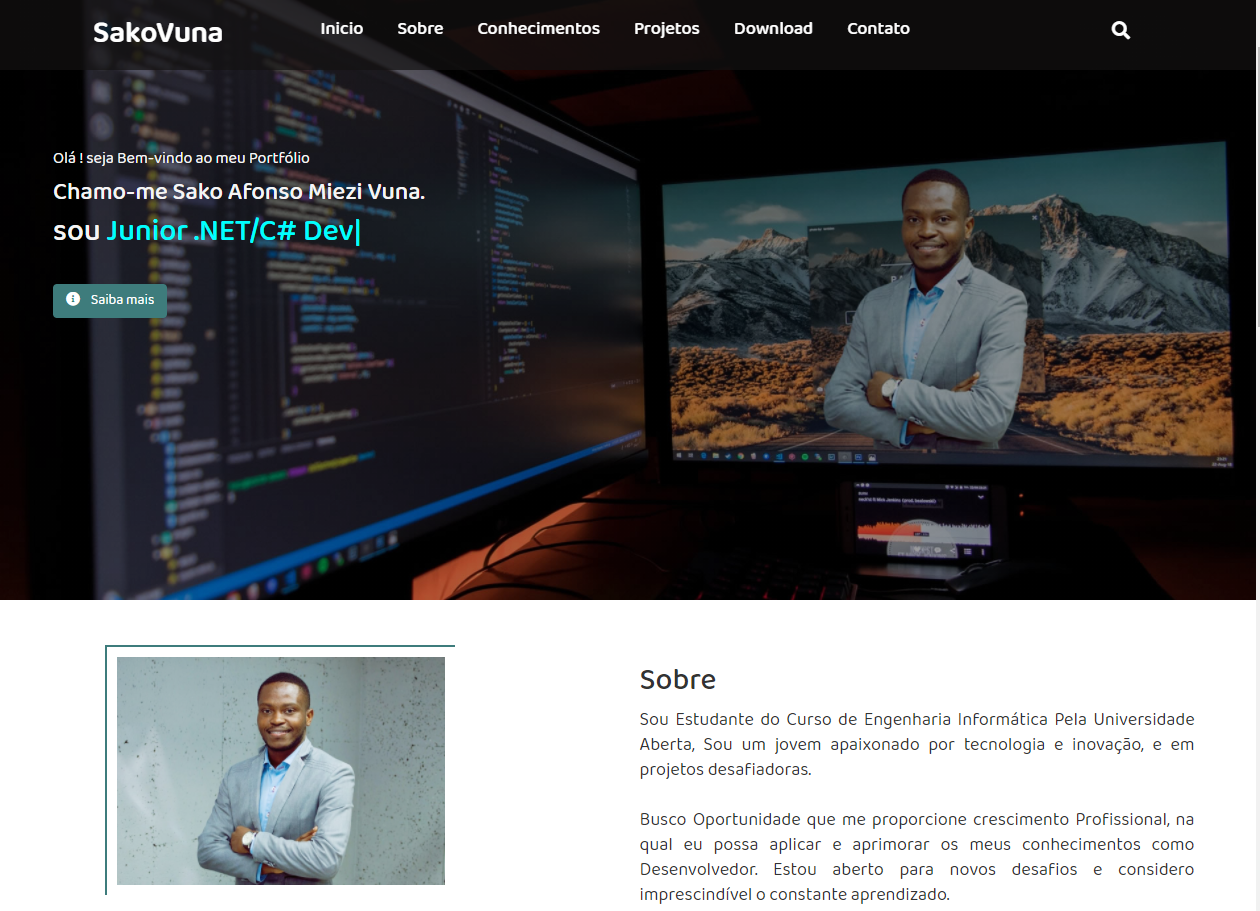 SakoVuna
Inicio
Sobre
Conhecimentos
Projetos
Download
Contato
Olá ! seja Bem-vindo ao meu Portfólio
Chamo-me Sako Afonso Miezi Vuna.
sou Junior .NET/C# Dev|
Saiba mais
Sobre
Sou Estudante do Curso de Engenharia Informática Pela Universidade
Aberta, Sou um jovem apaixonado por tecnologia e inovação, e em
projetos desafiadoras.
Busco Oportunidade que me proporcione crescimento Profissional, na
qual eu possa aplicar e aprimorar os meus conhecimentos como
Desenvolvedor. Estou aberto para novos desafios e considero
imprescindível o constante aprendizado.